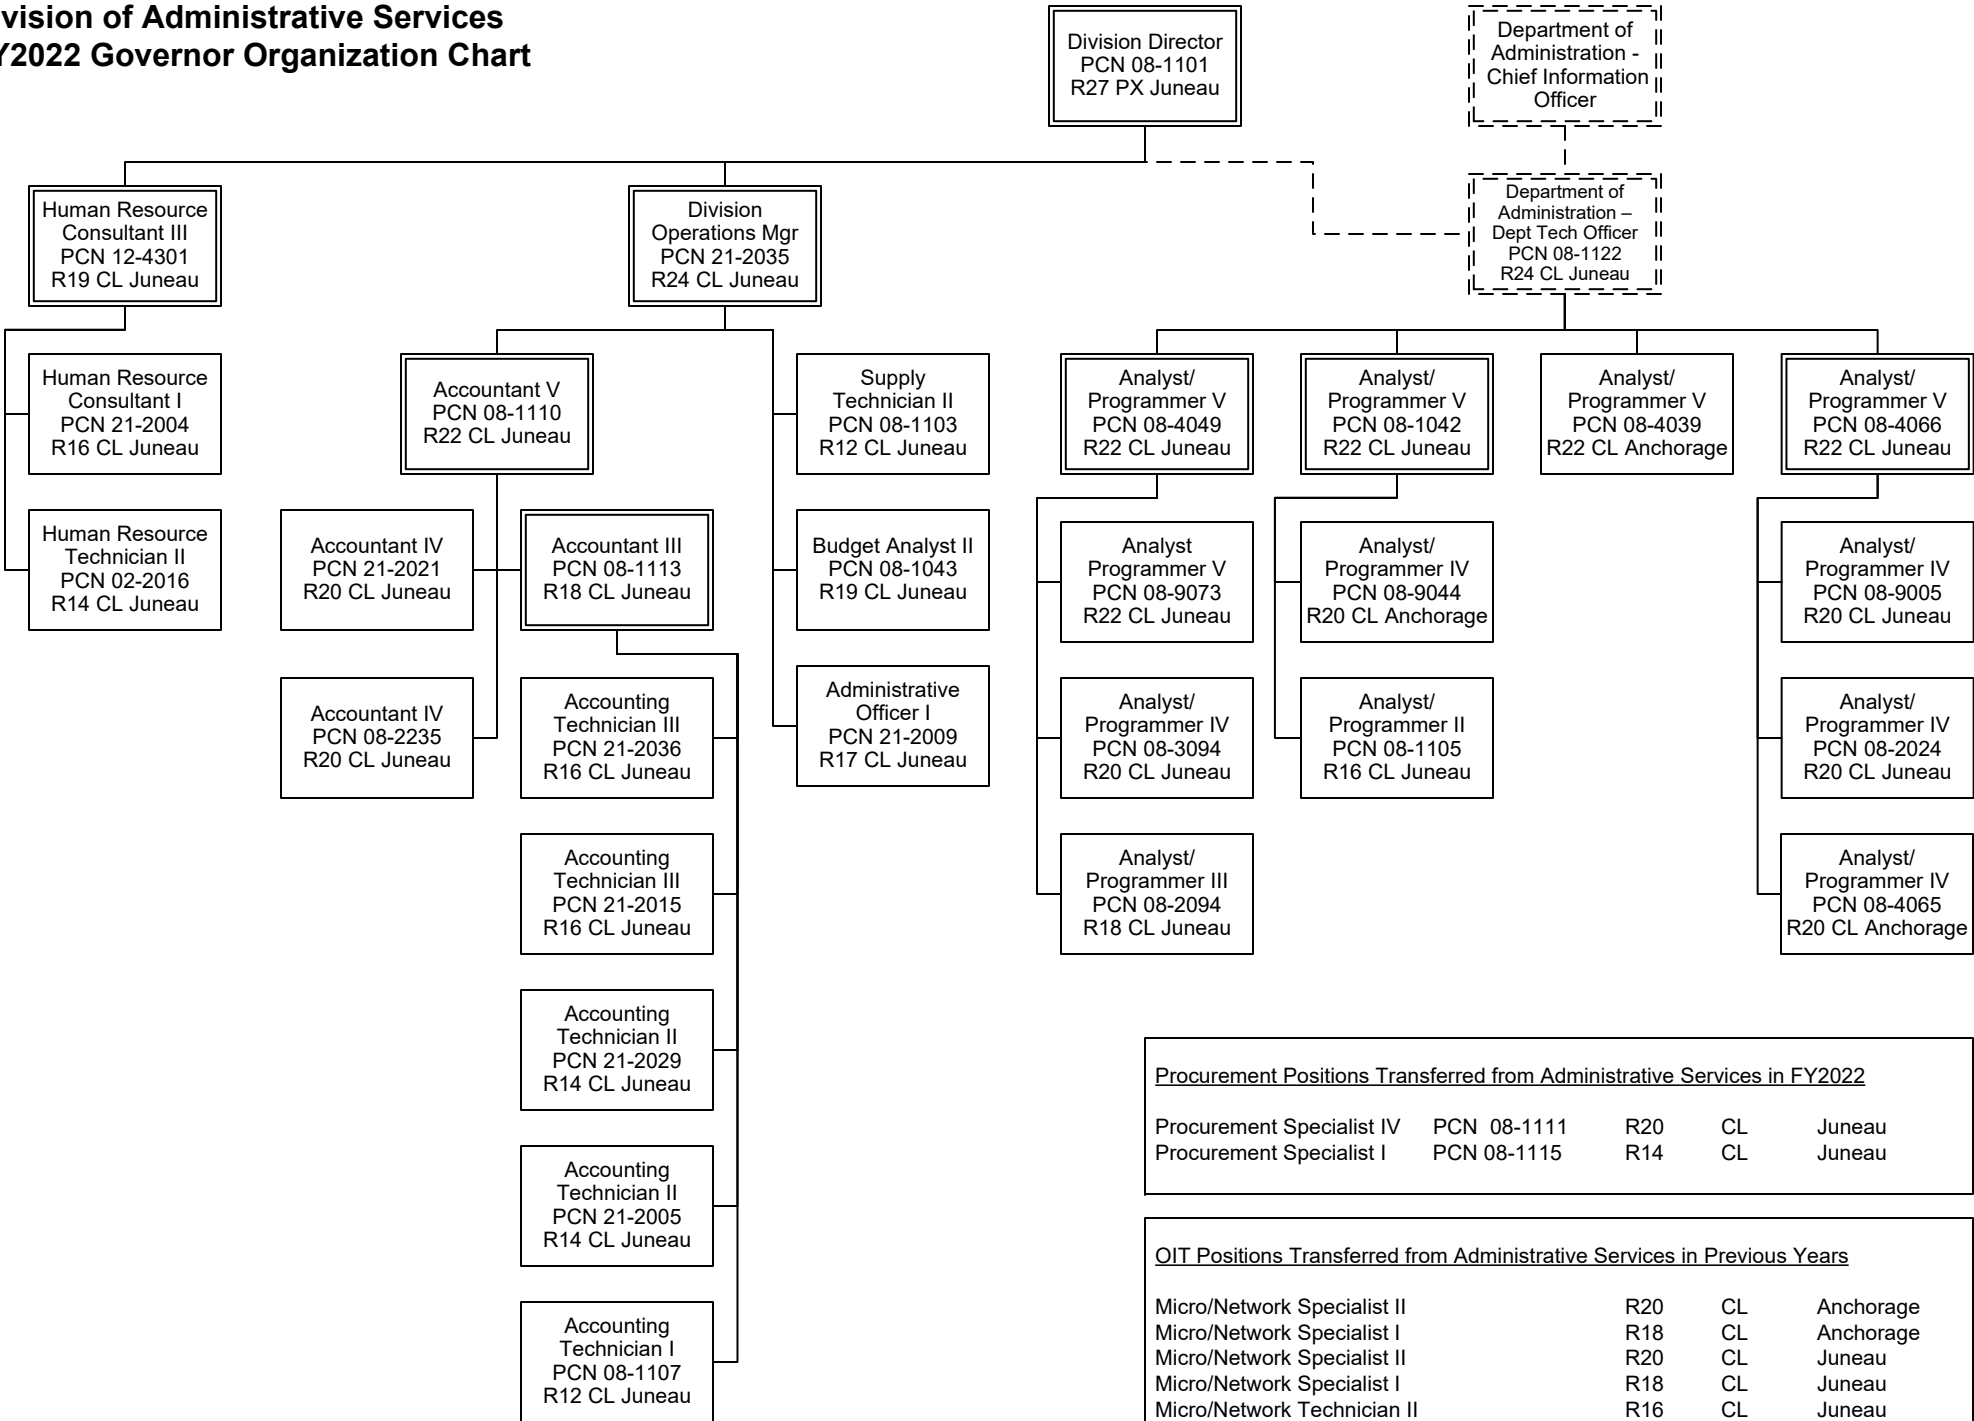 vision of Administrative Services
Y2022 Governor Organization Chart
Division Director
PCN 08-1101
R27 PX Juneau
Department of
Administration -
Chief Information
Officer
Department of
Administration –
Dept Tech Officer
PCN 08-1122
R24 CL Juneau
Human Resource
Consultant III
PCN 12-4301
R19 CL Juneau
Division
Operations Mgr
PCN 21-2035
R24 CL Juneau
Human Resource
Consultant I
PCN 21-2004
R16 CL Juneau
Human Resource
Technician II
PCN 02-2016
R14 CL Juneau
Accountant V
PCN 08-1110
R22 CL Juneau
Accountant IV
PCN 21-2021
R20 CL Juneau
Accountant III
PCN 08-1113
R18 CL Juneau
Accountant IV
PCN 08-2235
R20 CL Juneau
Accounting
Technician III
PCN 21-2036
R16 CL Juneau
Accounting
Technician III
PCN 21-2015
R16 CL Juneau
Accounting
Technician II
PCN 21-2029
R14 CL Juneau
Accounting
Technician II
PCN 21-2005
R14 CL Juneau
Accounting
Technician I
PCN 08-1107
R12 CL Juneau
Supply
Technician II
PCN 08-1103
R12 CL Juneau
Budget Analyst II
PCN 08-1043
R19 CL Juneau
Administrative
Officer I
PCN 21-2009
R17 CL Juneau
Analyst/
Programmer V
PCN 08-4049
R22 CL Juneau
Analyst
Programmer V
PCN 08-9073
R22 CL Juneau
Analyst/
Programmer IV
PCN 08-3094
R20 CL Juneau
Analyst/
Programmer III
PCN 08-2094
R18 CL Juneau
Analyst/
Programmer V
PCN 08-1042
R22 CL Juneau
Analyst/
Programmer IV
PCN 08-9044
R20 CL Anchorage
Analyst/
Programmer II
PCN 08-1105
R16 CL Juneau
Analyst/
Programmer V
PCN 08-4039
R22 CL Anchorage
Analyst/
Programmer V
PCN 08-4066
R22 CL Juneau
Analyst/
Programmer IV
PCN 08-9005
R20 CL Juneau
Analyst/
Programmer IV
PCN 08-2024
R20 CL Juneau
Analyst/
Programmer IV
PCN 08-4065
R20 CL Anchorage
Procurement Positions Transferred from Administrative Services in FY2022
Procurement Specialist IV PCN 08-1111 R20 CL Juneau
Procurement Specialist I PCN 08-1115 R14 CL Juneau
OIT Positions Transferred from Administrative Services in Previous Years
Micro/Network Specialist II R20 CL Anchorage
Micro/Network Specialist I R18 CL Anchorage
Micro/Network Specialist II R20 CL Juneau
Micro/Network Specialist I R18 CL Juneau
Micro/Network Technician II R16 CL Juneau